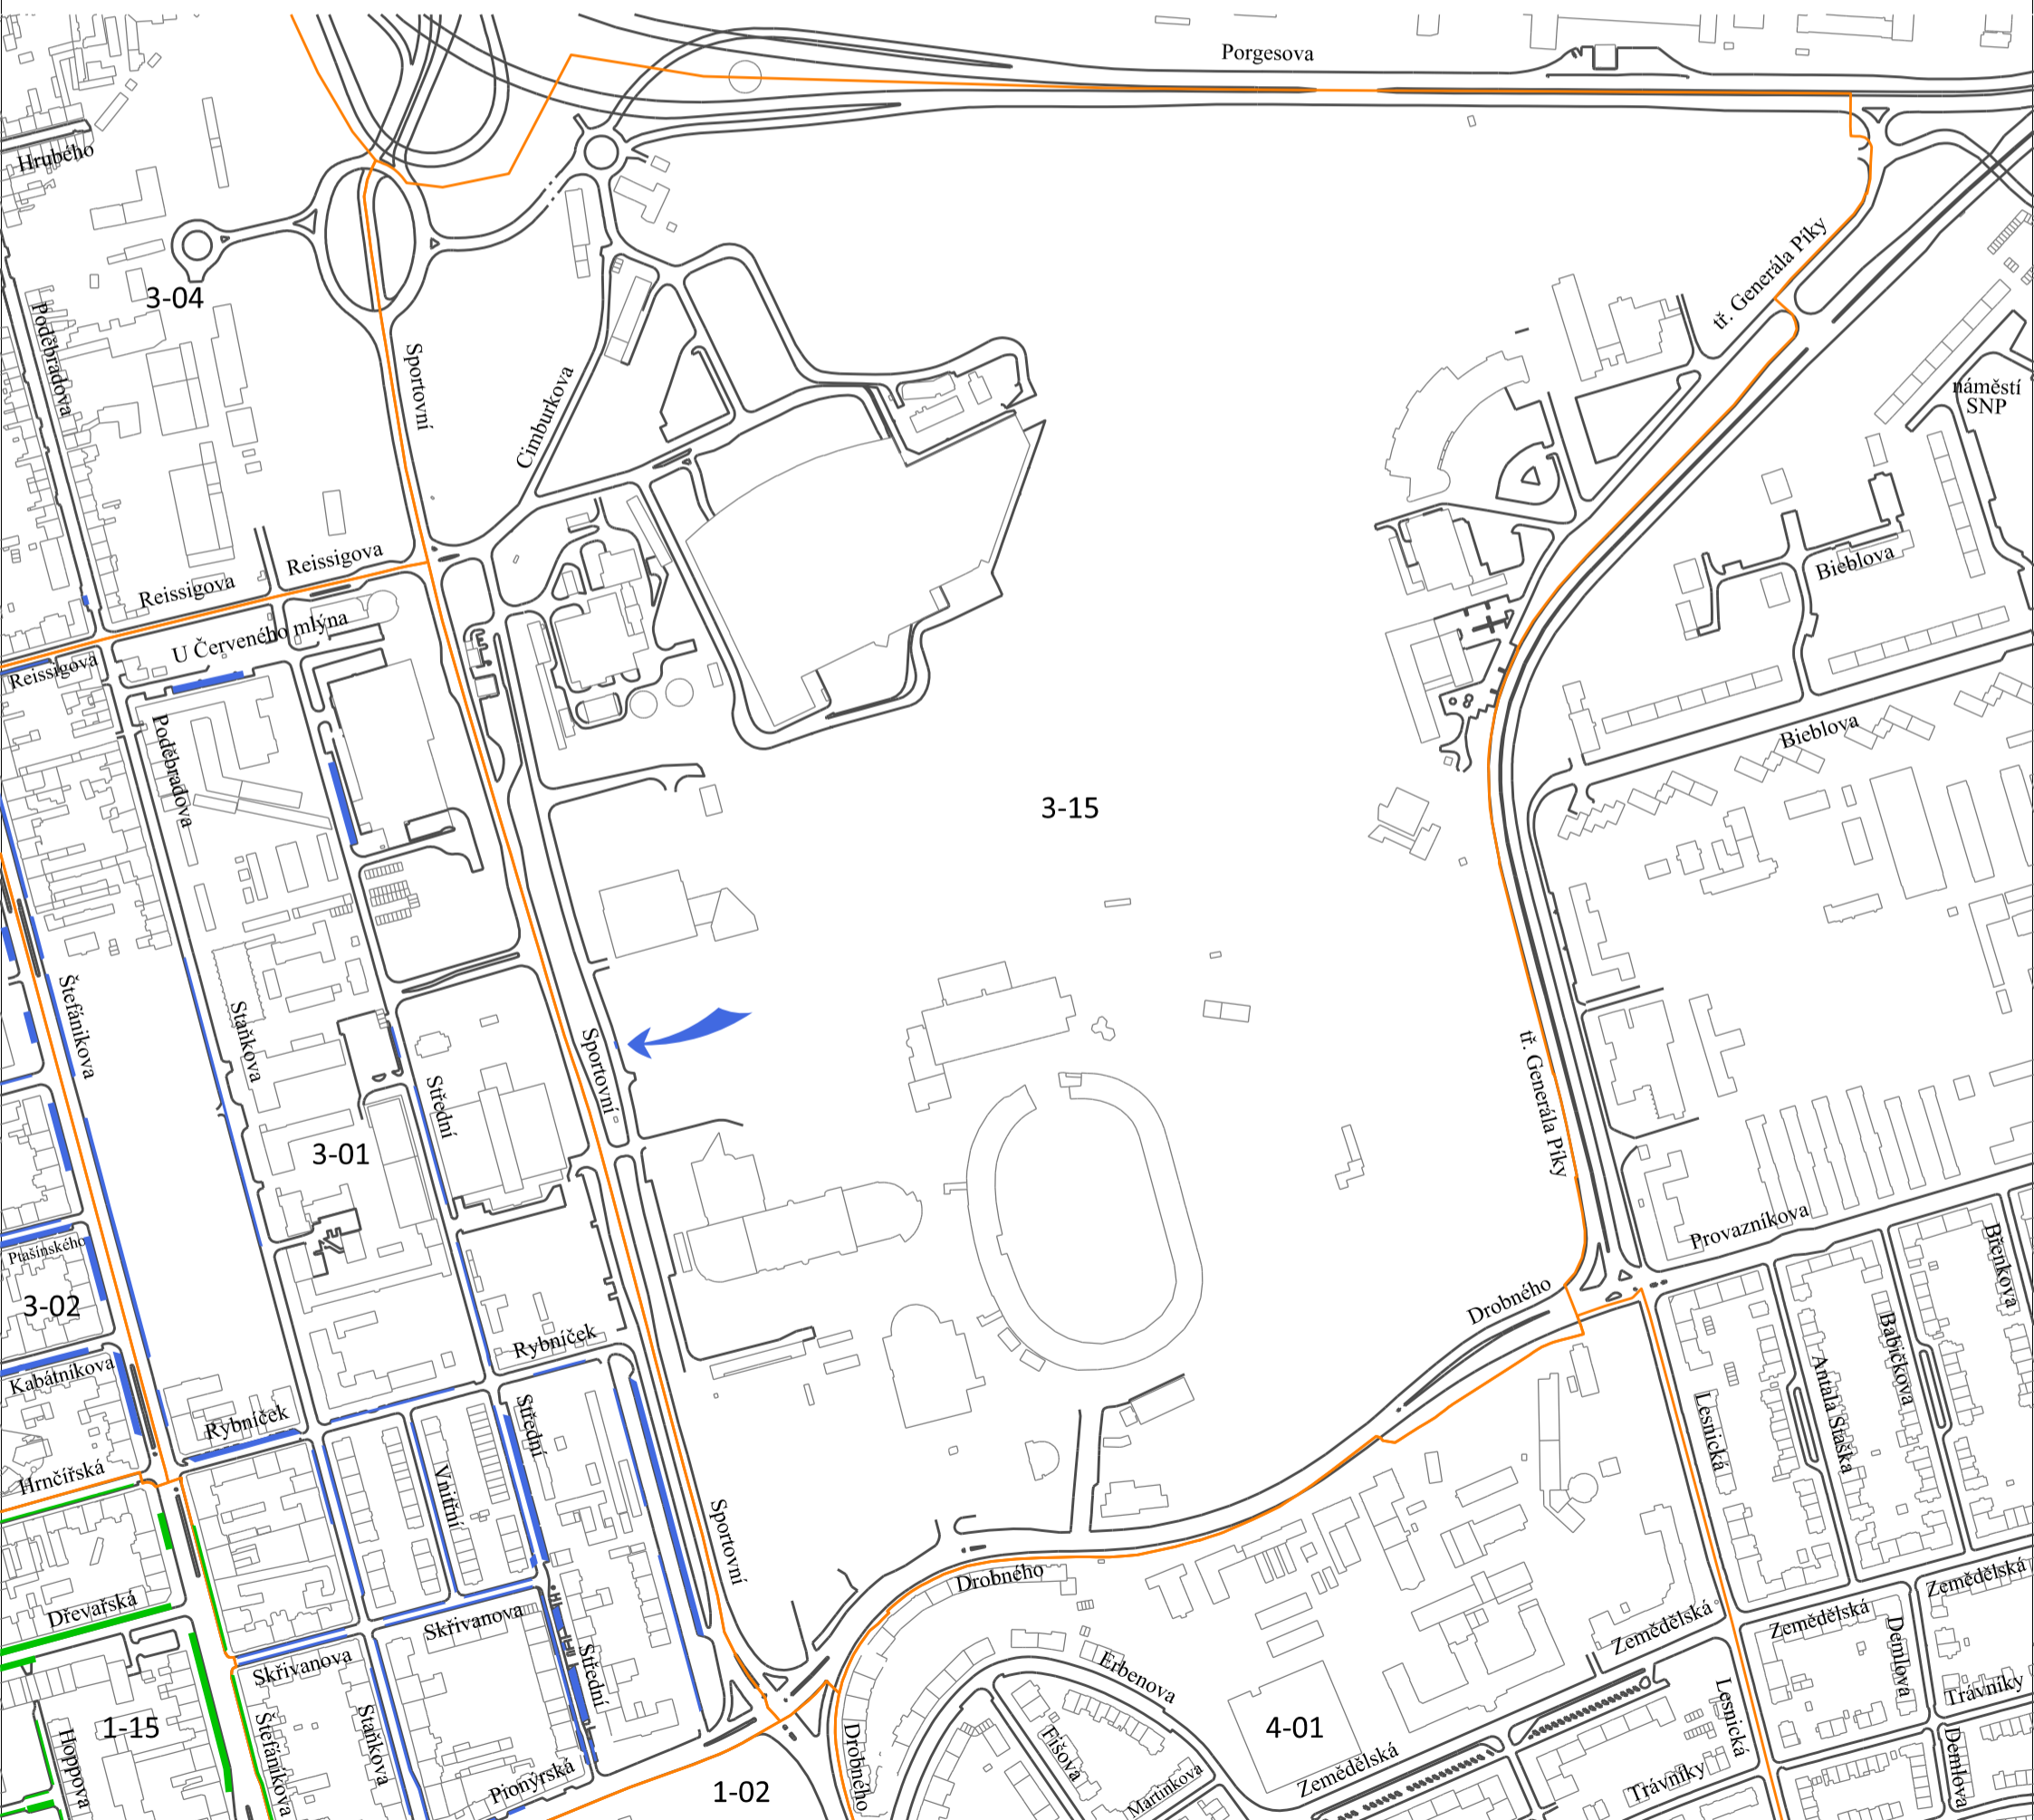 Porgesova
Hrubého
tř. Generála Píky
3-04
Poděbradova
Sportovní
Cimburkova
náměstí
SNP
Reissigova
Reissigova
Bieblova
U Červeného mlýna
Reissigova
Poděbradova
Bieblova
3-15
Štefánikova
Staňkova
Sportovní
Střední
tř. Generála Píky
3-01
Provazníkova
Ptašínského
Břenkova
3-02
Drobného
Rybníček
Babičkova
Kabátníkova
Antala Staška
Rybníček
Střední
Lesnická
Hrnčířská
Vnitřní
Sportovní
Drobného
Zemědělská
Dřevařská
Skřivanova
Zemědělská
Zemědělská
Demlova
Skřivanova
Střední
Erbenova
Trávníky
1-15
Hoppova
Štefánikova
Staňkova
Lesnická
4-01
Fišova
Drobného
Zemědělská
Demlova
Pionýrská
1-02
Martinkova
Trávníky